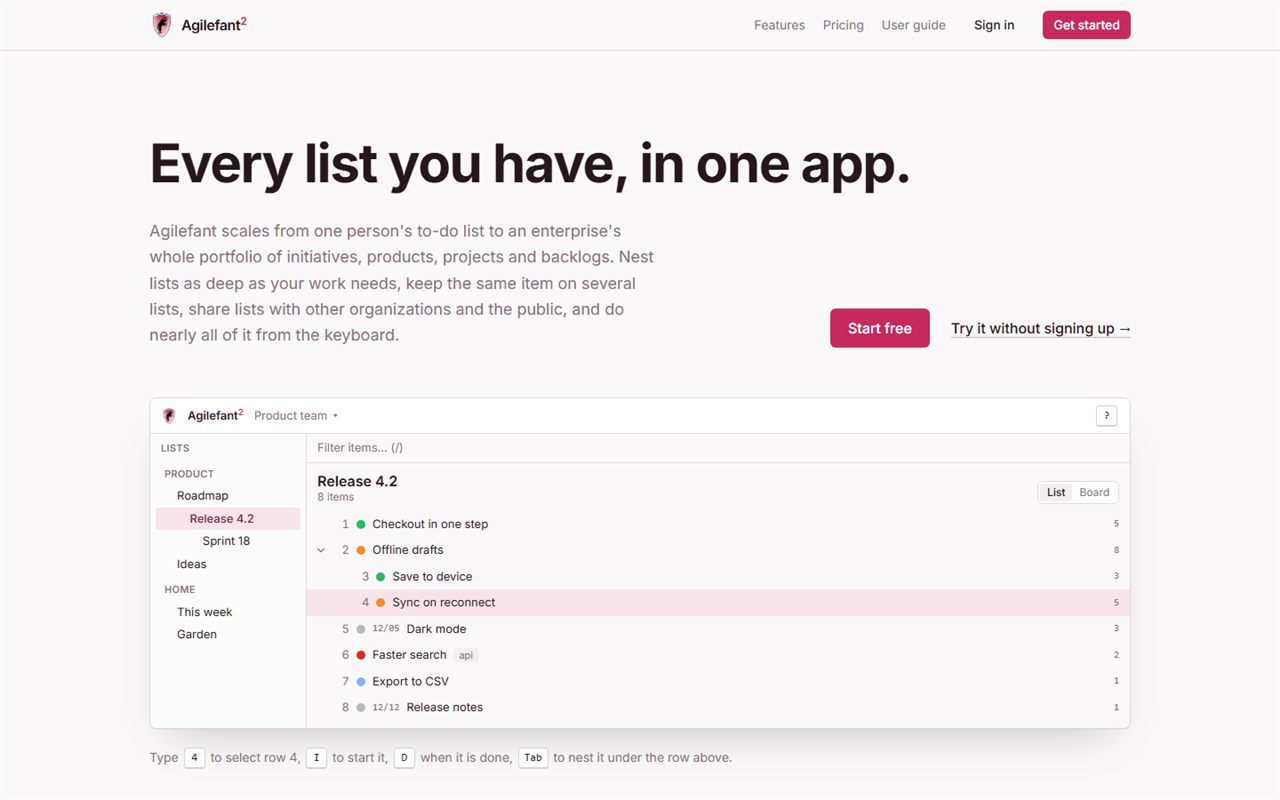 Agilefant2
Features Pricing User guide Sign in Get started
Every list you have, in one app.
Agilefant scales from one person's to-do list to an enterprise's
whole portfolio of initiatives, products, projects and backlogs. Nest
lists as deep as your work needs, keep the same item on several
lists, share lists with other organizations and the public, and do
nearly all of it from the keyboard.
Start free Try it without signing up →
Agilefant2 Product team ?
LISTS
PRODUCT
Roadmap
Release 4.2
Sprint 18
Ideas
HOME
This week
Garden
Filter items... (/)
Release 4.2
8 items
List Board
1 Checkout in one step 5
2 Offline drafts 8
3 Save to device 3
4 Sync on reconnect 5
5 12/05 Dark mode 3
6 Faster search api 2
7 Export to CSV 1
8 12/12 Release notes 1
Type 4 to select row 4, I to start it, D when it is done, Tab to nest it under the row above.